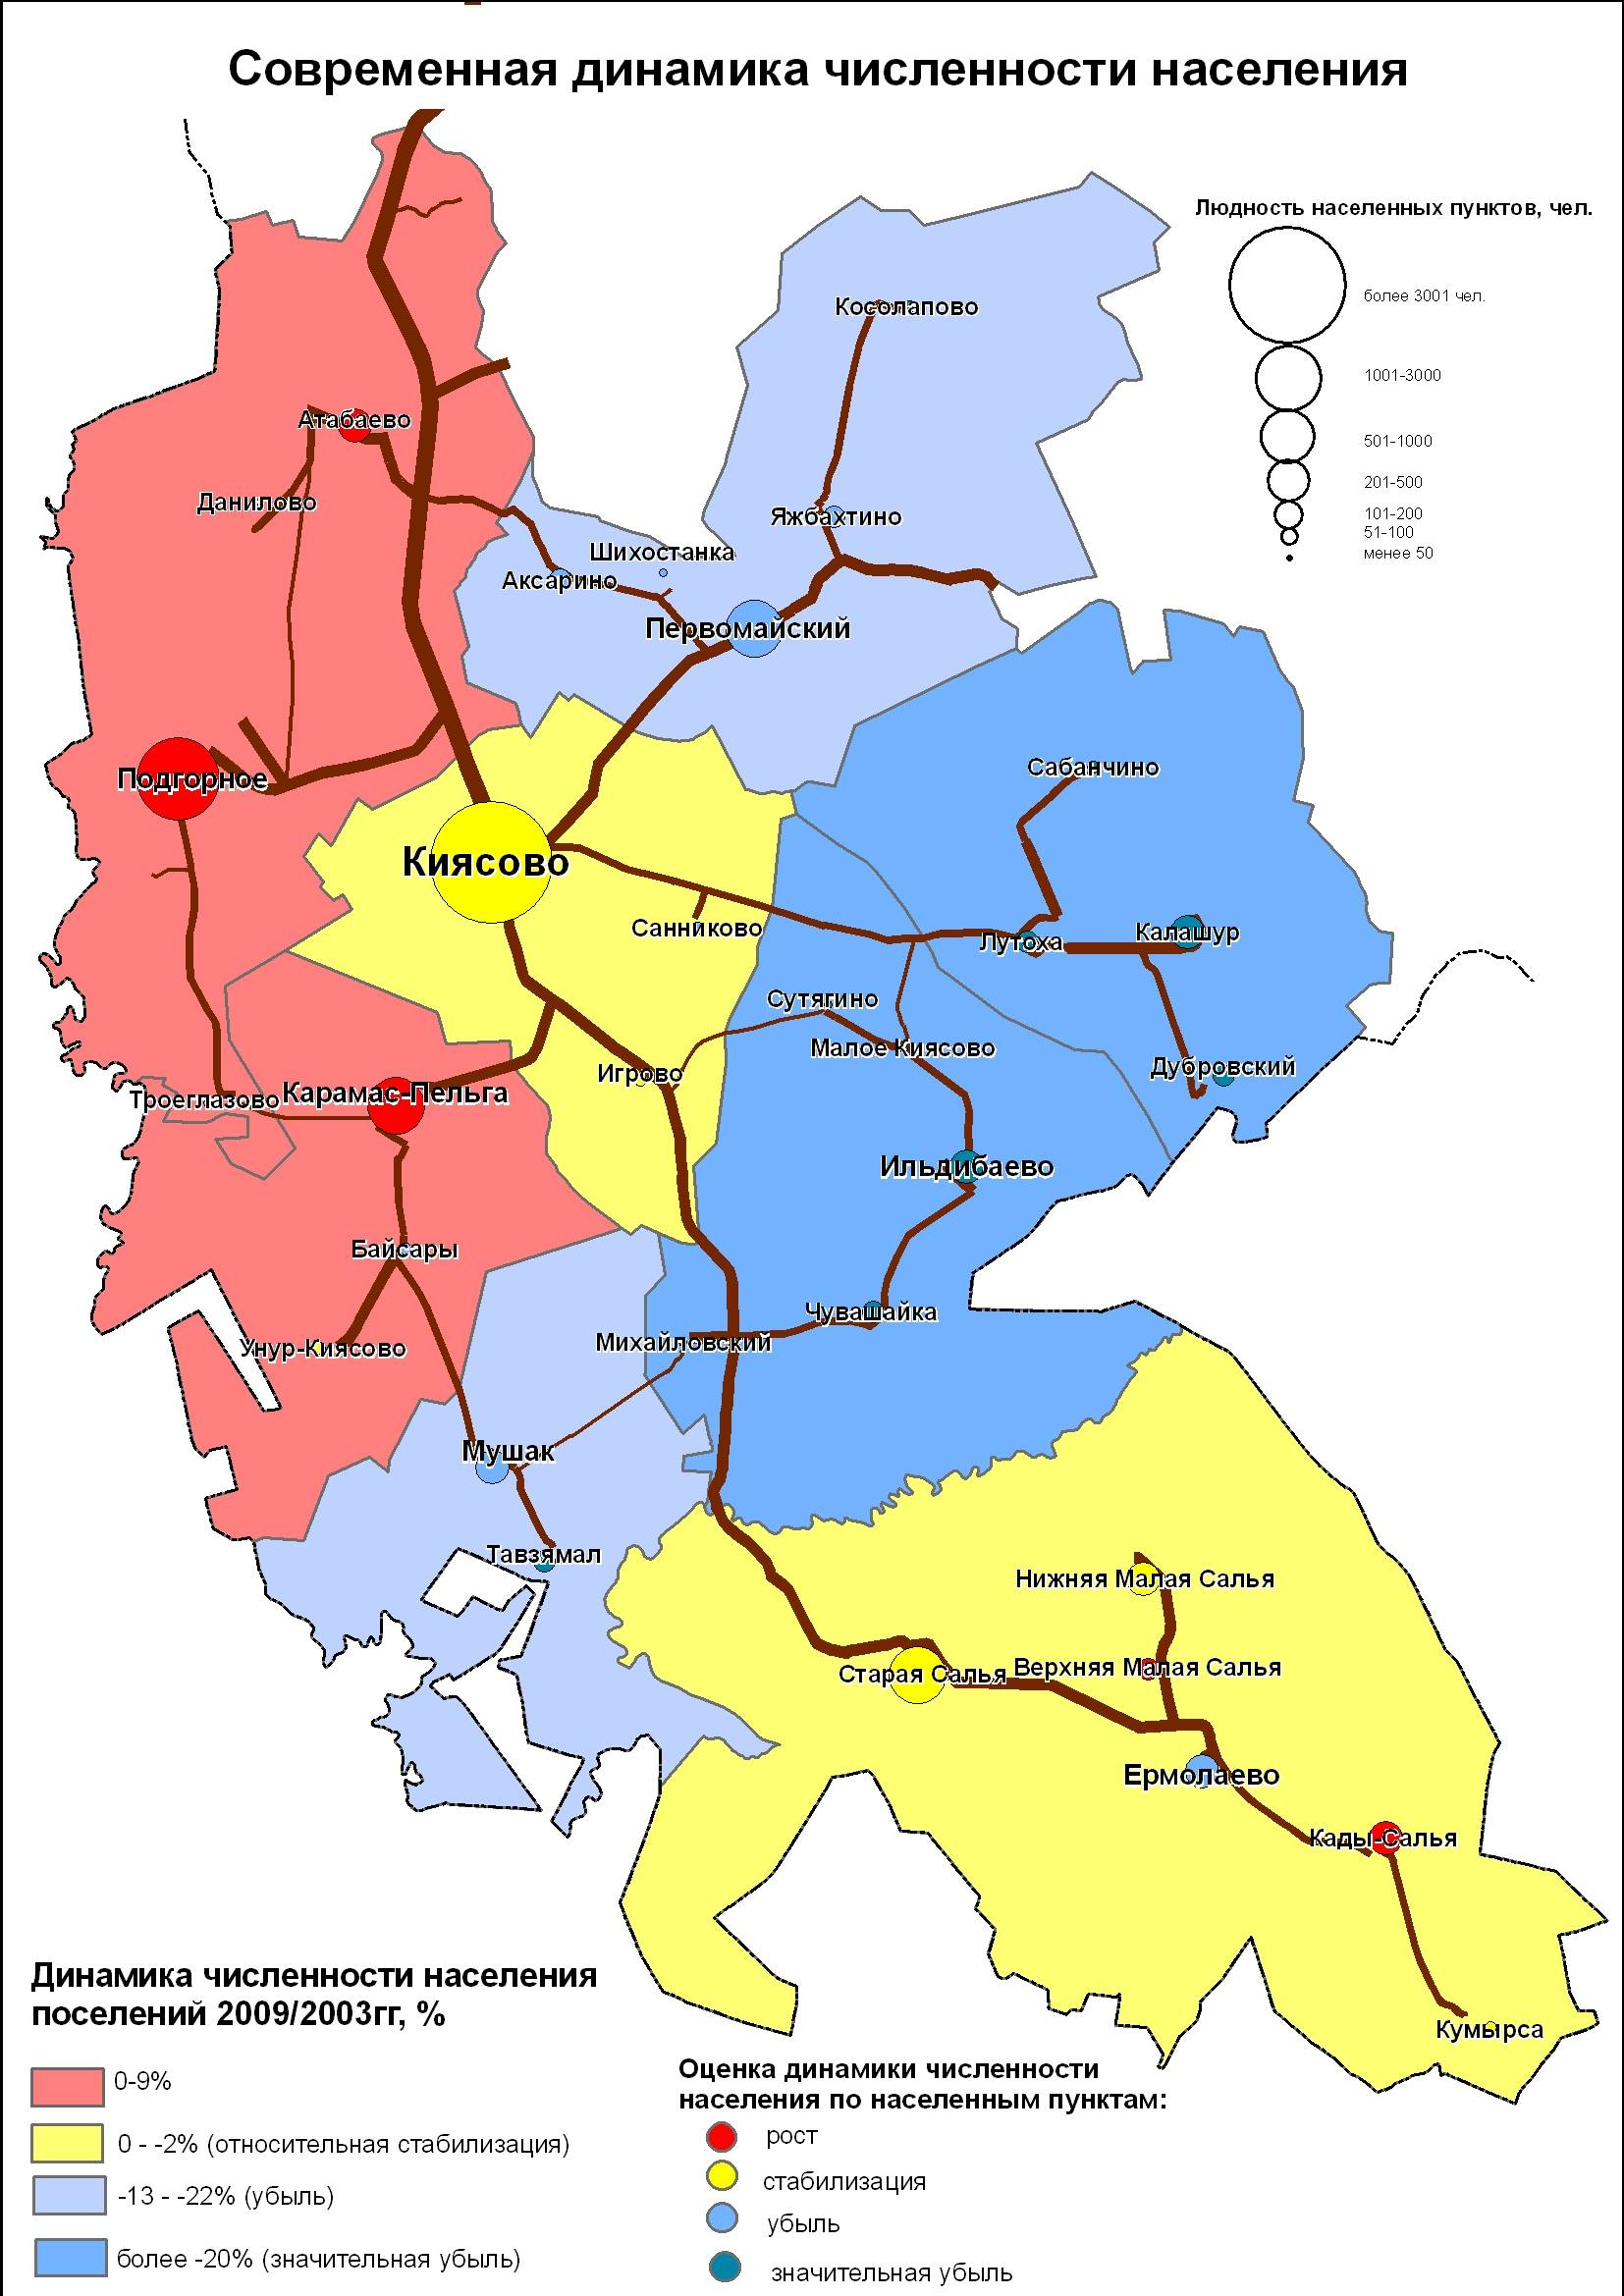 Современная динамика численности населения
Людность населенных пунктов, чел.
более 3001 чел.
1001-3000
501-1000
201-500
101-200
51-100
менее 50
Косолапово
Атабаево
Данилово
Яжбахтино
Шихостанка
Аксарино
Первомайский
Подгорное
Сабанчино
Киясово
Санниково
Лутоха
Калашур
Сутягино
Малое Киясово
Игрово
Дубровский
Троеглазово
Карамас-Пельга
Ильдибаево
Байсары
Чувашайка
Михайловский
Унур-Киясово
Мушак
Тавзямал
Нижняя Малая Салья
Старая Салья
Верхняя Малая Салья
Ермолаево
Кады-Салья
Кумырса
Динамика численности населения
поселений 2009/2003гг, %
0-9%
0 - -2% (относительная стабилизация)
-13 - -22% (убыль)
более -20% (значительная убыль)
Оценка динамики численности
населения по населенным пунктам:
рост
стабилизация
убыль
значительная убыль